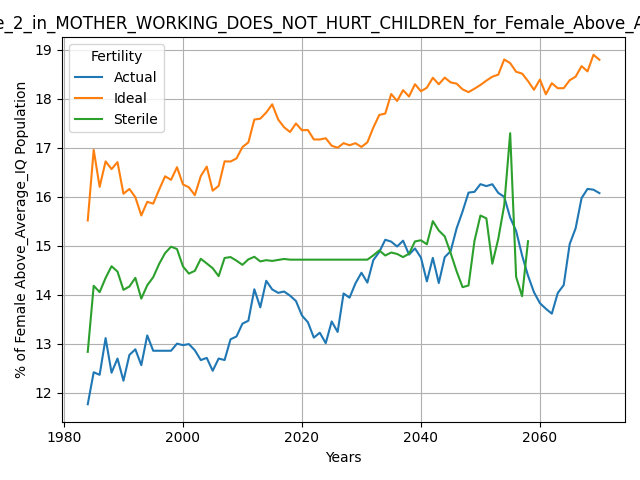 e_2_in_MOTHER_WORKING_DOES_NOT_HURT_CHILDREN_for_Female_Above_A
Fertility
Actual
Ideal
Sterile
% of Female Above_Average_IQ Population
19
18
17
16
15
14
13
12
1980
2000
2020
2040
2060
Years